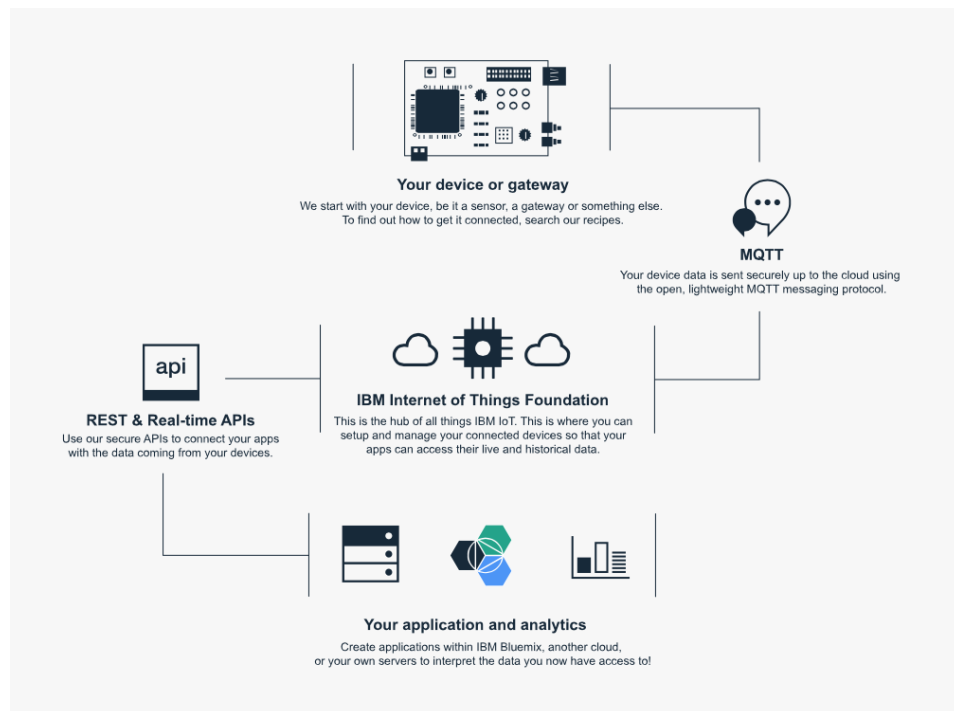 Your device or gateway
We start with your device, be it a sensor, a gateway or something else.
To find out how to get it connected, search our recipes.
MQTT
Your device data is sent securely up to the cloud using
the open, lightweight MQTT messaging protocol.
api
REST & Real-time APIs
Use our secure APIs to connect your apps
with the data coming from your devices.
IBM Internet of Things Foundation
This is the hub of all things IBM IoT. This is where you can
setup and manage your connected devices so that your
apps can access their live and historical data.
Your application and analytics
Create applications within IBM Bluemix, another cloud,
or your own servers to interpret the data you now have access to!